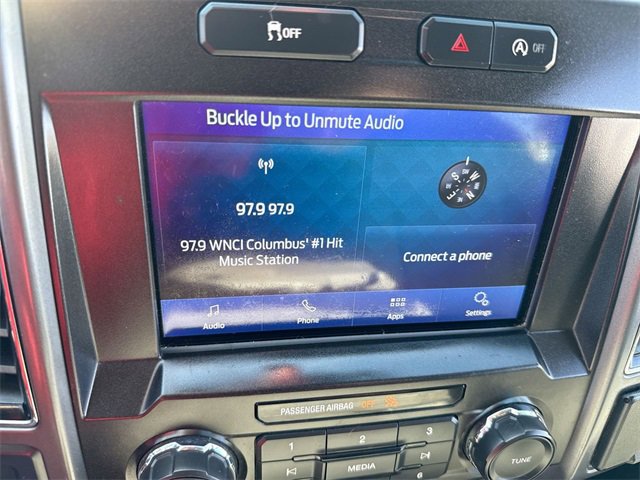 OFF
A OFF
Buckle Up to Unmute Audio
97.9 97.9
97.9 WNCI Columbus' #1 Hit
Music Station
W
S
E
Connect a phone
Audio
Phone
Apps
Settings
PASSENGER AIRBAG OFF
1
2
3
MEDIA
6
TUNE